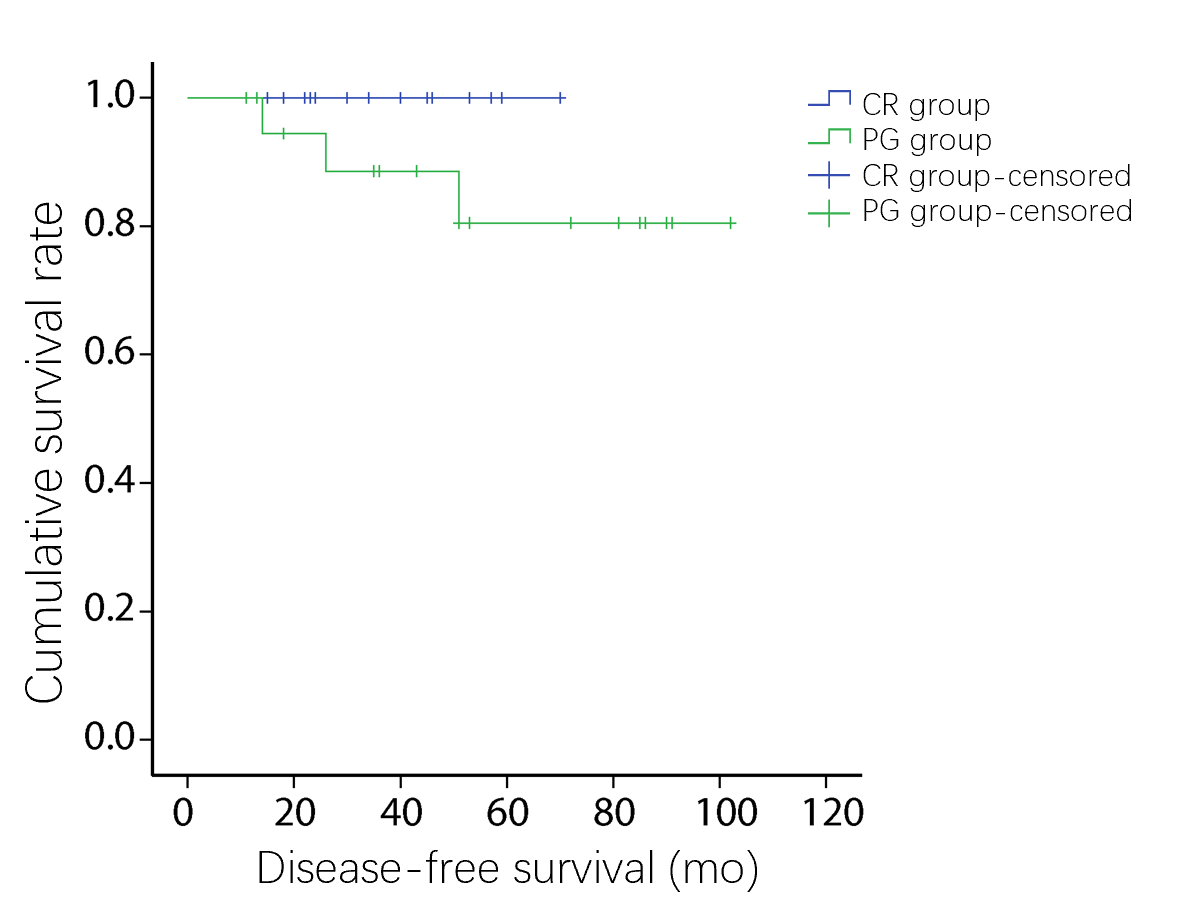 1.0
0.8
0.6
0.4
0.2
0.0
Cumulative survival rate
0 20 40 60 80 100 120
Disease-free survival (mo)
CR group
PG group
CR group-censored
PG group-censored